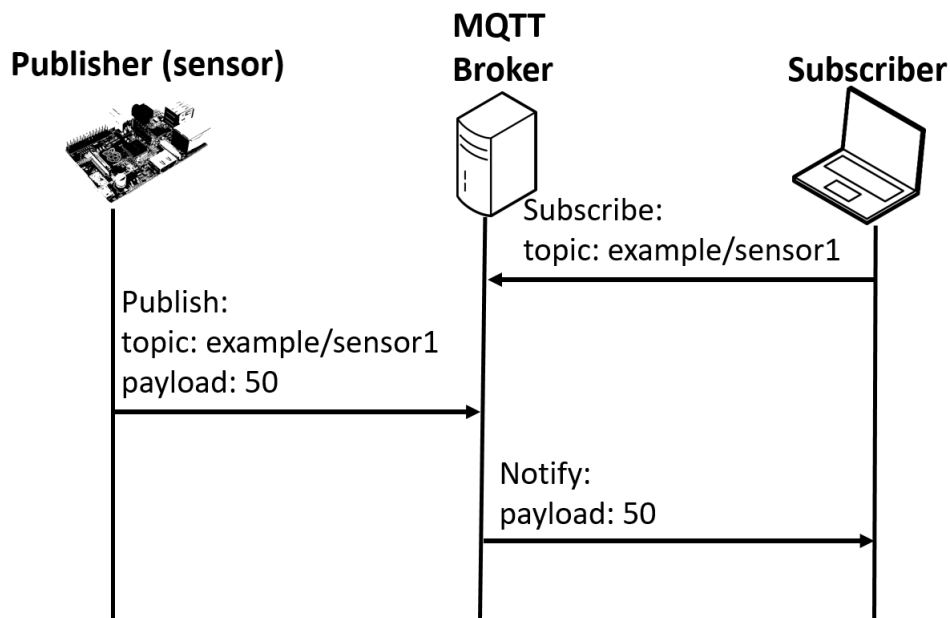 Publisher (sensor)
MQTT
Broker
Subscriber
Subscribe:
topic: example/sensor1
Publish:
topic: example/sensor1
payload: 50
Notify:
payload: 50